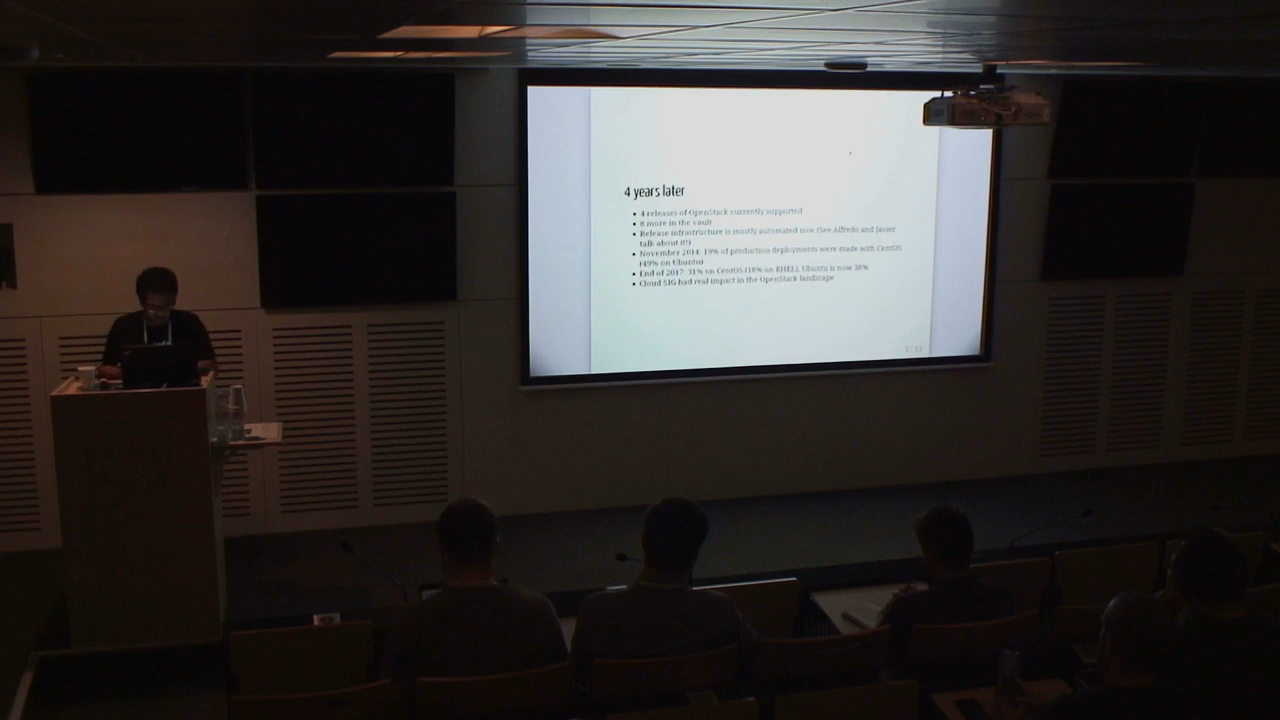 4 years later
4 releases of OpenStack currently supported
6 more in the vault
Release infrastructure is mostly automated now (See Alfredo and Javier
talk about it!)
November 2014: 19% of production deployments were made with CentOS
(49% on Ubuntu)
End of 2017: 31% on CentOS (18% on RHEL), Ubuntu is now 38%
Cloud SIG had real impact in the OpenStack landscape